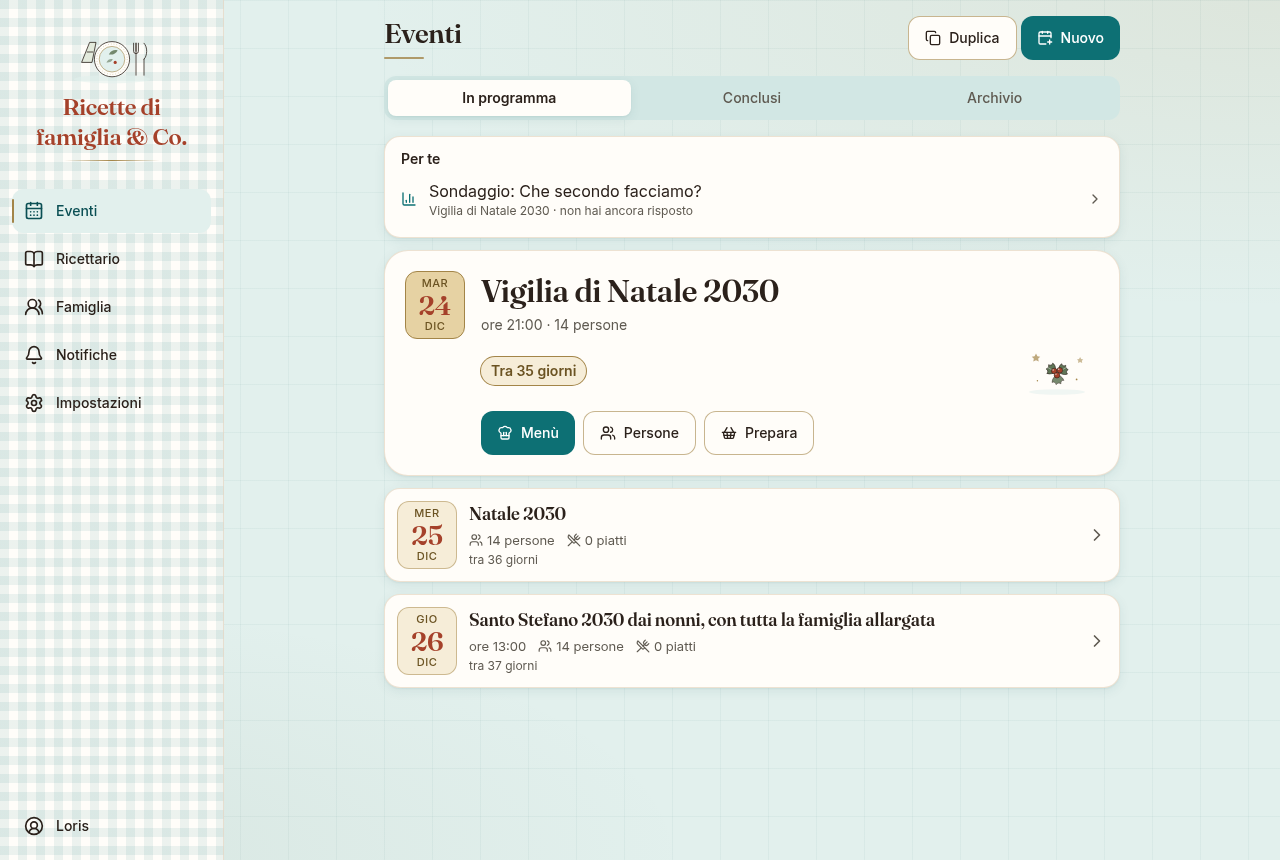 Ricette di
famiglia & Co.
Eventi
Ricettario
Famiglia
Notifiche
Impostazioni
Loris
Eventi
Duplica
Nuovo
In programma
Conclusi
Archivio
Per te
Sondaggio: Che secondo facciamo?
Vigilia di Natale 2030 · non hai ancora risposto
MAR
24
DIC
Vigilia di Natale 2030
ore 21:00 · 14 persone
Tra 35 giorni
Menù
Persone
Prepara
MER
25
DIC
Natale 2030
14 persone
0 piatti
tra 36 giorni
GIO
26
DIC
Santo Stefano 2030 dai nonni, con tutta la famiglia allargata
ore 13:00
14 persone
0 piatti
tra 37 giorni